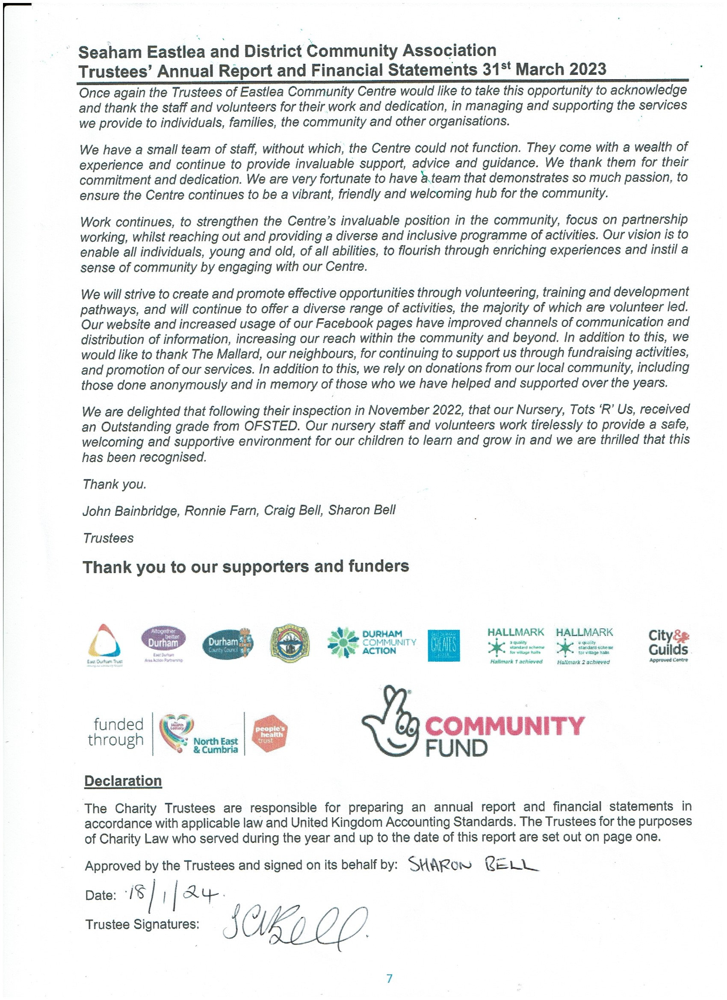 Seaham Eastlea and District Community Association
Trustees' Annual Report and Financial Statements 31st March 2023
Once again the Trustees of Eastlea Community Centre would like to take this opportunity to acknowledge
and thank the staff and volunteers for their work and dedication, in managing and supporting the services
we provide to individuals, families, the community and other organisations.
We have a small team of staff, without which, the Centre could not function. They come with a wealth of
experience and continue to provide invaluable support, advice and guidance. We thank them for their
commitment and dedication. We are very fortunate to have a team that demonstrates so much passion, to
ensure the Centre continues to be a vibrant, friendly and welcoming hub for the community.
Work continues, to strengthen the Centre's invaluable position in the community, focus on partnership
working, whilst reaching out and providing a diverse and inclusive programme of activities. Our vision is to
enable all individuals, young and old, of all abilities, to flourish through enriching experiences and instil a
sense of community by engaging with our Centre.
We will strive to create and promote effective opportunities through volunteering, training and development
pathways, and will continue to offer a diverse range of activities, the majority of which are volunteer led.
Our website and increased usage of our Facebook pages have improved channels of communication and
distribution of information, increasing our reach within the community and beyond. In addition to this, we
would like to thank The Mallard, our neighbours, for continuing to support us through fundraising activities,
and promotion of our services. In addition to this, we rely on donations from our local community, including
those done anonymously and in memory of those who we have helped and supported over the years.
We are delighted that following their inspection in November 2022, that our Nursery, Tots 'R' Us, received
an Outstanding grade from OFSTED. Our nursery staff and volunteers work tirelessly to provide a safe,
welcoming and supportive environment for our children to learn and grow in and we are thrilled that this
has been recognised.
Thank you.
John Bainbridge, Ronnie Farn, Craig Bell, Sharon Bell
Trustees
Thank you to our supporters and funders
East Durham Trust
Altogether
better
Durham
East Durham
Area Action Partnership
Durham
County Council
DURHAM
COMMUNITY
ACTION
EAST DURHAM
CREATES
HALLMARK
a quality
standard scheme
for village halls
Hallmark 1 achieved
HALLMARK
a quality
standard scheme
for village halls
Hallmark 2 achieved
City&
Guilds
Approved Centre
funded
through
The
Health
Lottery
North East
& Cumbria
people's
health
trust
COMMUNITY
FUND
Declaration
The Charity Trustees are responsible for preparing an annual report and financial statements in
accordance with applicable law and United Kingdom Accounting Standards. The Trustees for the purposes
of Charity Law who served during the year and up to the date of this report are set out on page one.
Approved by the Trustees and signed on its behalf by: SHARON BELL
Date: 18/1/24.
Trustee Signatures: SCWBell
7